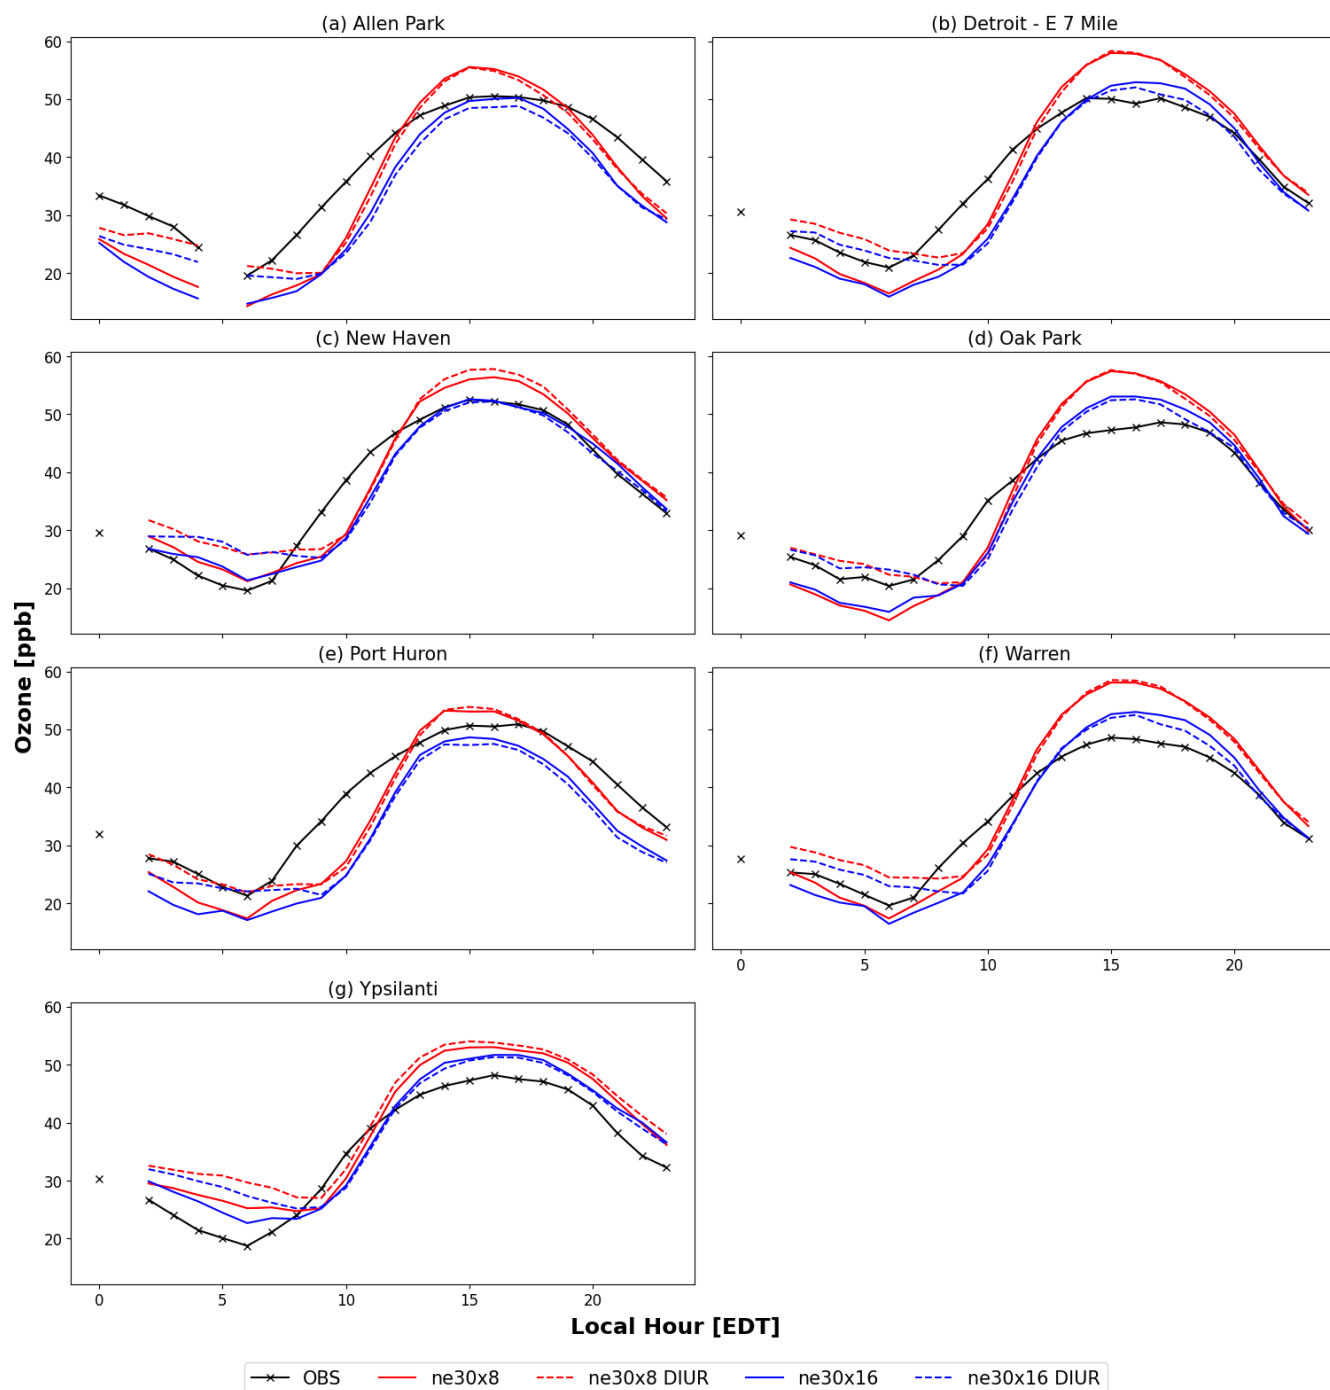 (a) Allen Park
(b) Detroit - E 7 Mile
60
50
40
30
20
(c) New Haven
(d) Oak Park
60
50
40
30
20
(e) Port Huron
(f) Warren
60
50
40
30
20
0 5 10 15 20
(g) Ypsilanti
60
50
40
30
20
0 5 10 15 20
Ozone [ppb]
Local Hour [EDT]
OBS ne30x8 ne30x8 DIUR ne30x16 ne30x16 DIUR